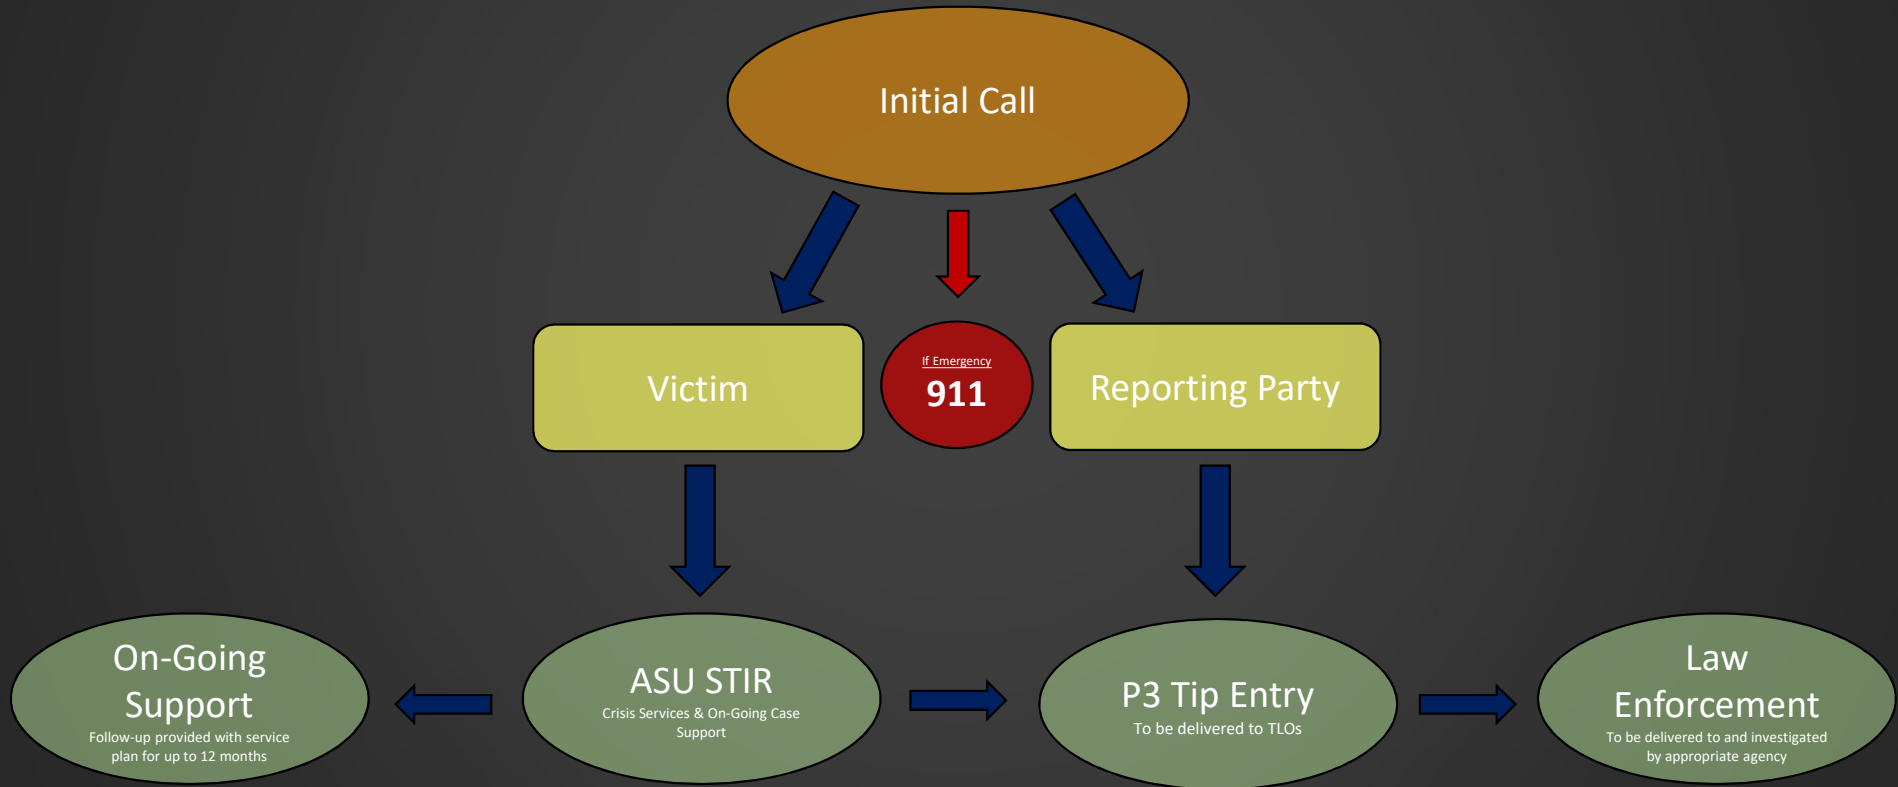 Initial Call
Victim
If Emergency
911
Reporting Party
On-Going
Support
Follow-up provided with service
plan for up to 12 months
ASU STIR
Crisis Services & On-Going Case
Support
P3 Tip Entry
To be delivered to TLOs
Law
Enforcement
To be delivered to and investigated
by appropriate agency